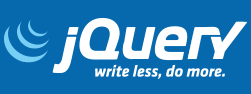 jQuery
write less, do more.